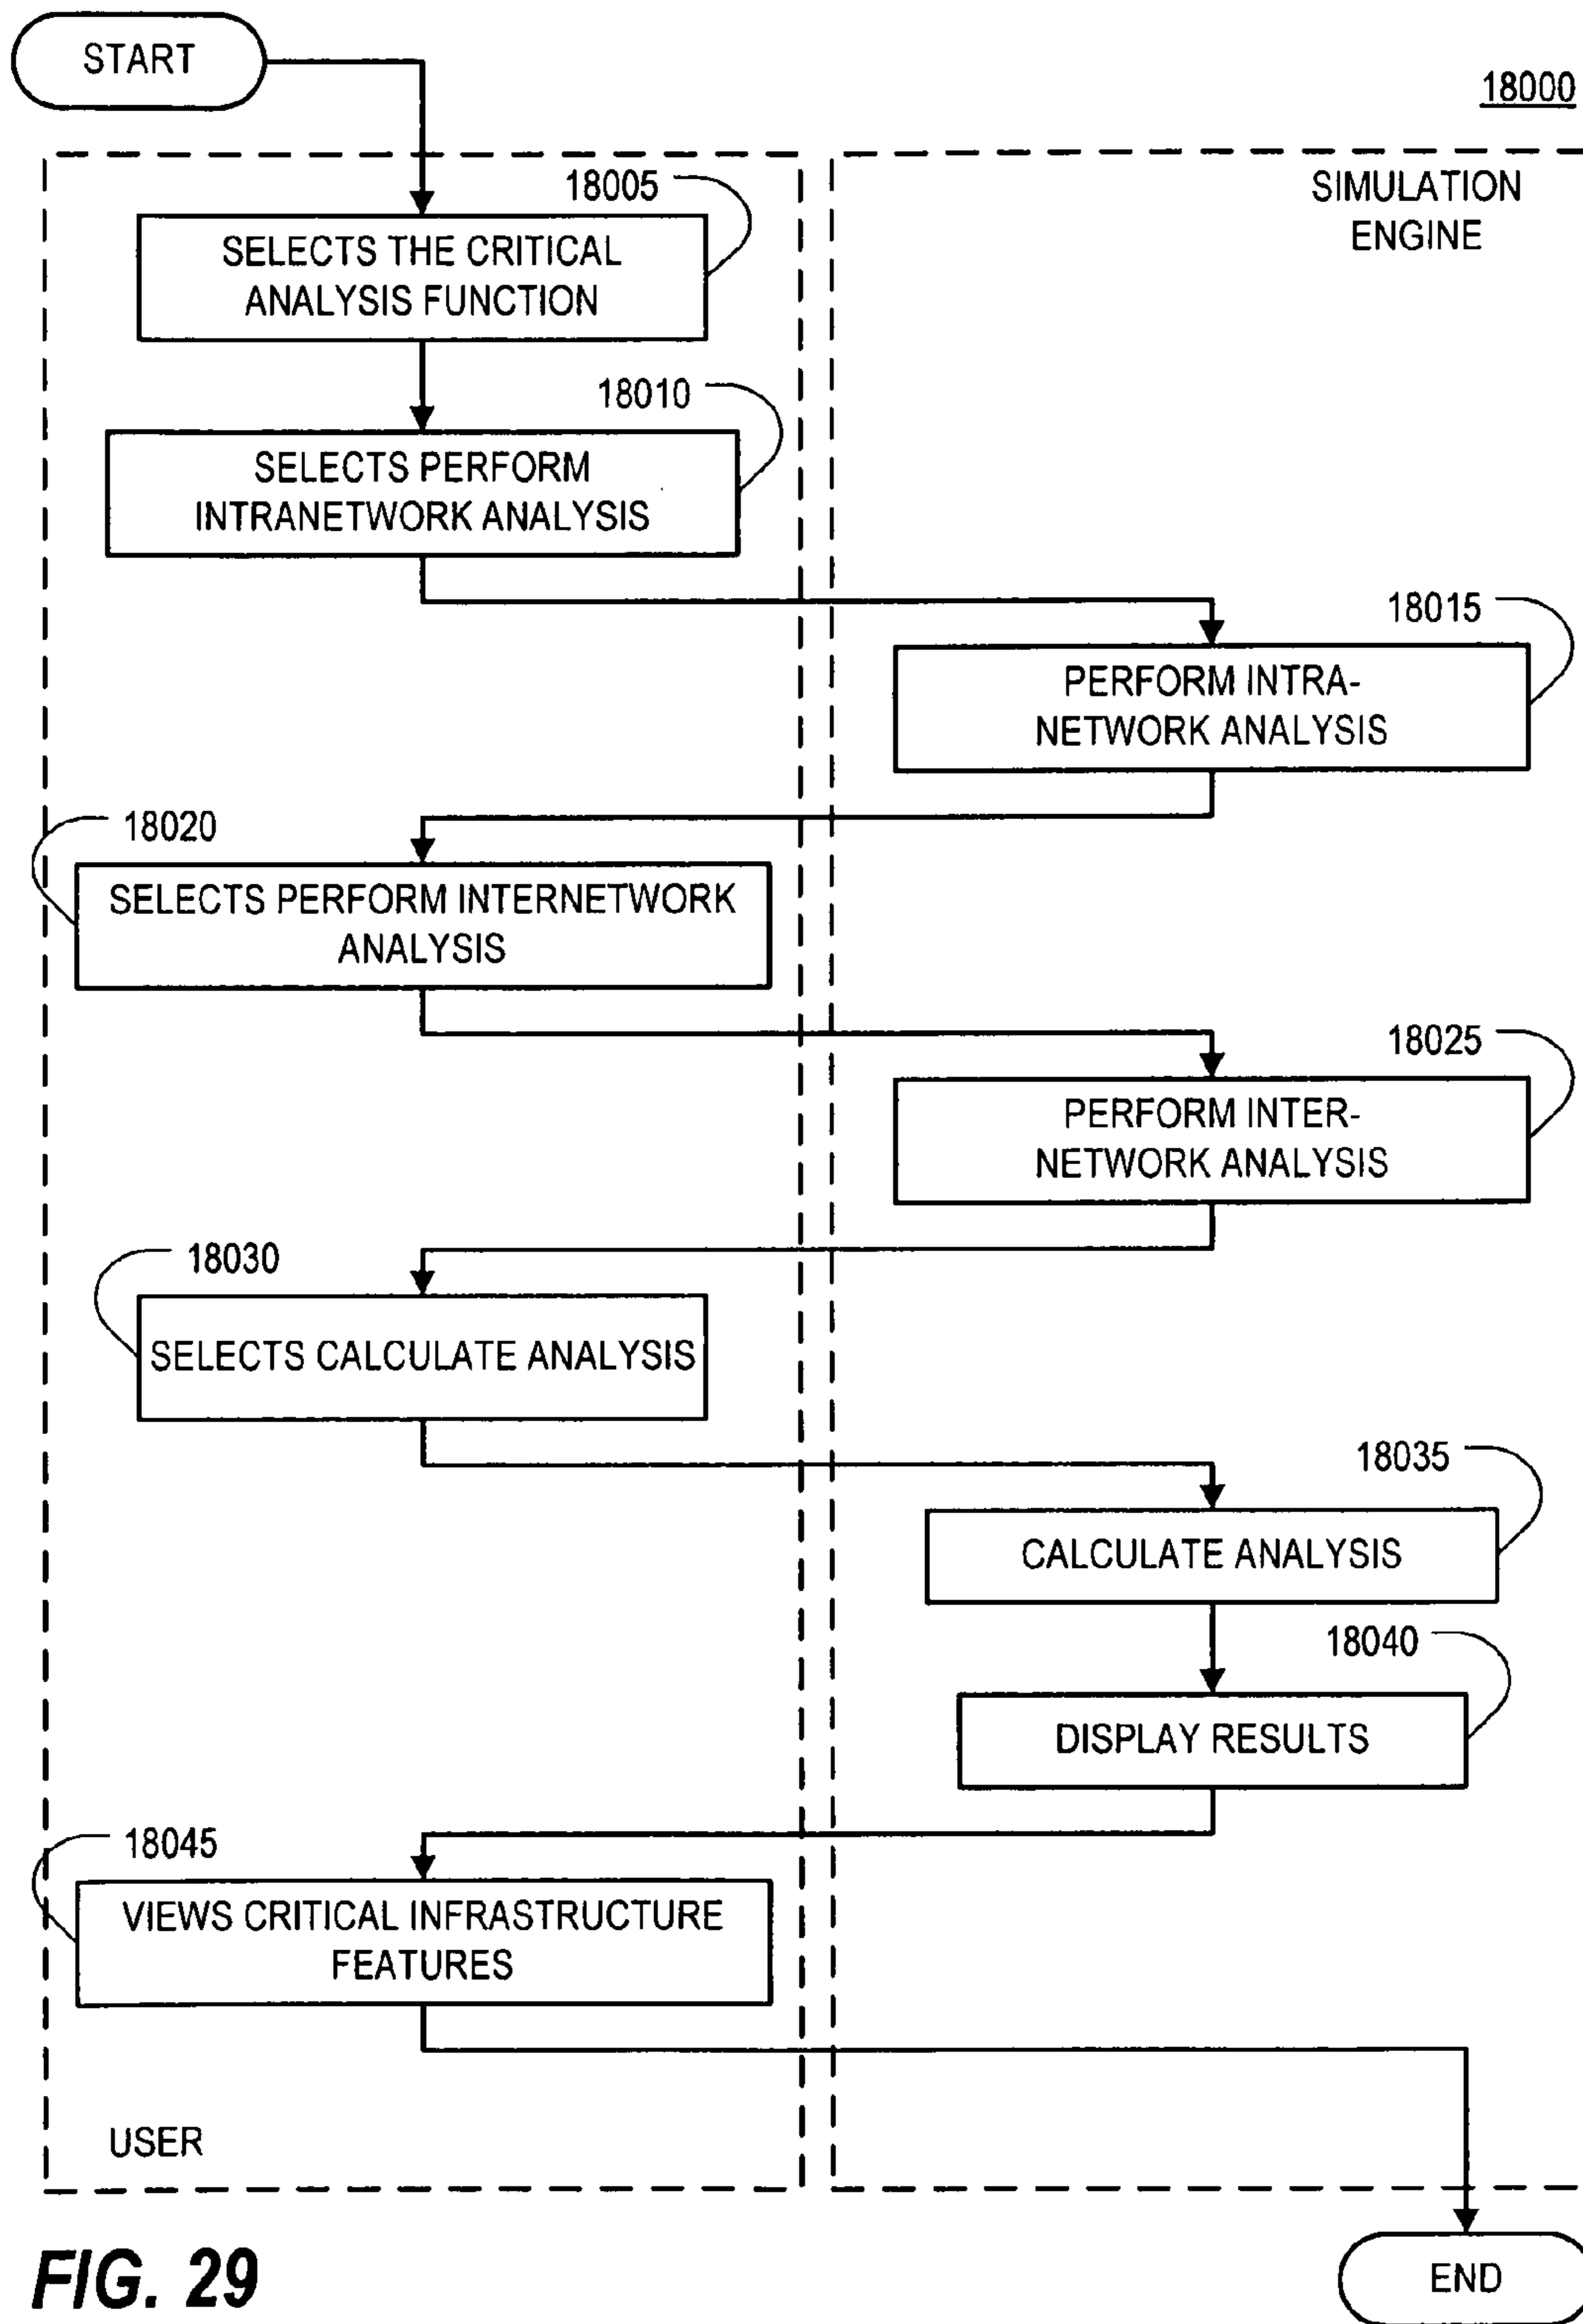 START
18000
SIMULATION
ENGINE
18005
SELECTS THE CRITICAL
ANALYSIS FUNCTION
18010
SELECTS PERFORM
INTRANETWORK ANALYSIS
18015
PERFORM INTRA-
NETWORK ANALYSIS
18020
SELECTS PERFORM INTERNETWORK
ANALYSIS
18025
PERFORM INTER-
NETWORK ANALYSIS
18030
SELECTS CALCULATE ANALYSIS
18035
CALCULATE ANALYSIS
18040
DISPLAY RESULTS
18045
VIEWS CRITICAL INFRASTRUCTURE
FEATURES
USER
END
FIG. 29